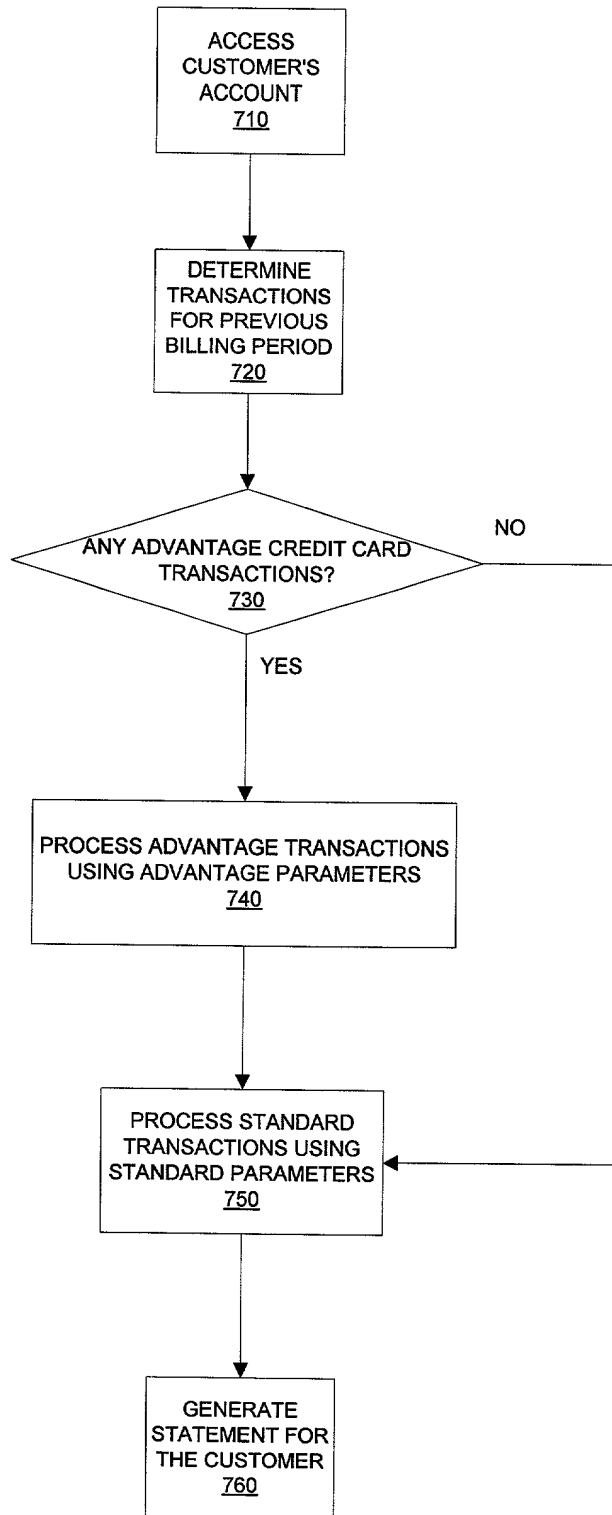 ACCESS
CUSTOMER'S
ACCOUNT
710
DETERMINE
TRANSACTIONS
FOR PREVIOUS
BILLING PERIOD
720
ANY ADVANTAGE CREDIT CARD
TRANSACTIONS?
730
NO
YES
PROCESS ADVANTAGE TRANSACTIONS
USING ADVANTAGE PARAMETERS
740
PROCESS STANDARD
TRANSACTIONS USING
STANDARD PARAMETERS
750
GENERATE
STATEMENT FOR
THE CUSTOMER
760